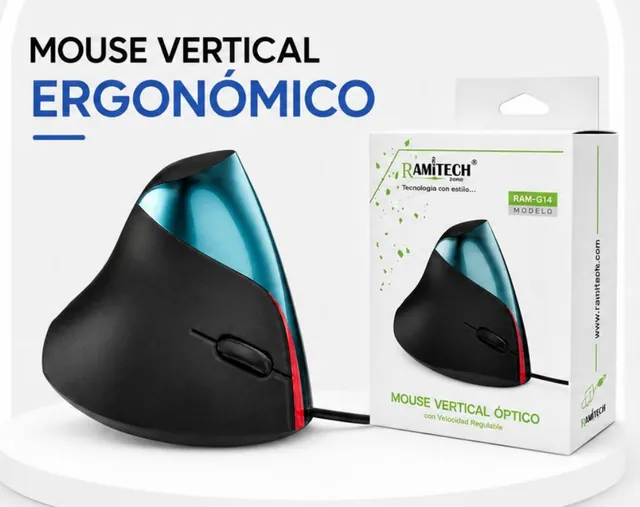 MOUSE VERTICAL
ERGONÓMICO
RAMITECH®
zone
Tecnología con estilo...
RAM-G14
MODELO
www.ramitech
.com
MOUSE VERTICAL ÓPTICO
con Velocidad Regulable
RAMITECH